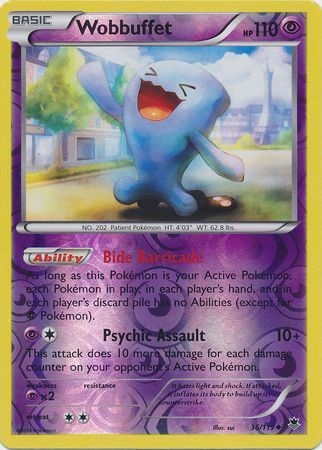 BASIC
Wobbuffet
HP110
NO. 202 Patient Pokémon HT: 4'03" WT: 62.8 lbs.
Ability
Bide Barricade
As long as this Pokémon is your Active Pokémon,
each Pokémon in play, in each player's hand, and in
each player's discard pile has no Abilities (except for
Pokémon).
Psychic Assault 10+
This attack does 10 more damage for each damage
counter on your opponent's Active Pokémon.
weakness resistance
×2
retreat
It hates light and shock. If attacked,
it inflates its body to build up its
counterstrike.
©2014 Pokémon
Illus. sui
36/119